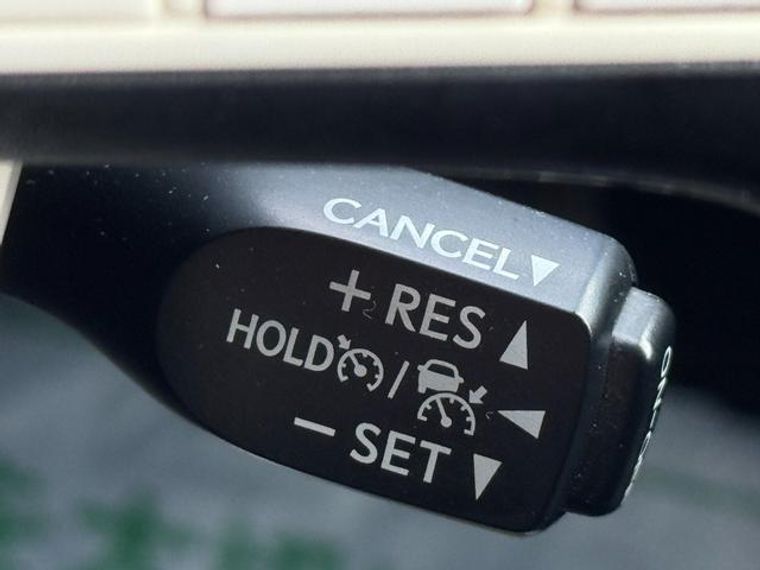 CANCEL▼
+ RES ▲
HOLD /
− SET ▼